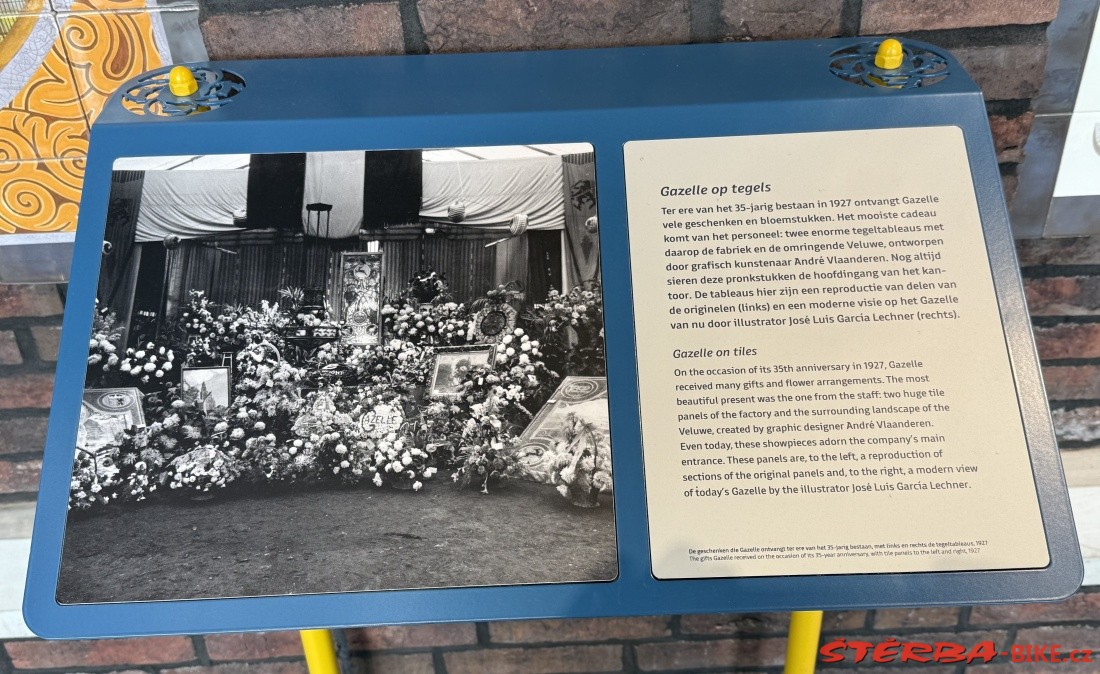 GAZELLE
Gazelle op tegels
Ter ere van het 35-jarig bestaan in 1927 ontvangt Gazelle
vele geschenken en bloemstukken. Het mooiste cadeau
komt van het personeel: twee enorme tegeltableaus met
daarop de fabriek en de omringende Veluwe, ontworpen
door grafisch kunstenaar André Vlaanderen. Nog altijd
sieren deze pronkstukken de hoofdingang van het kan-
toor. De tableaus hier zijn een reproductie van delen van
de originelen (links) en een moderne visie op het Gazelle
van nu door illustrator José Luis García Lechner (rechts).
Gazelle on tiles
On the occasion of its 35th anniversary in 1927, Gazelle
received many gifts and flower arrangements. The most
beautiful present was the one from the staff: two huge tile
panels of the factory and the surrounding landscape of the
Veluwe, created by graphic designer André Vlaanderen.
Even today, these showpieces adorn the company's main
entrance. These panels are, to the left, a reproduction of
sections of the original panels and, to the right, a modern view
of today's Gazelle by the illustrator José Luis García Lechner.
De geschenken die Gazelle ontvangt ter ere van het 35-jarig bestaan, met links en rechts de tegeltableaus, 1927
The gifts Gazelle received on the occasion of its 35-year anniversary, with tile panels to the left and right, 1927
ŠTĚRBA-BIKE.cz